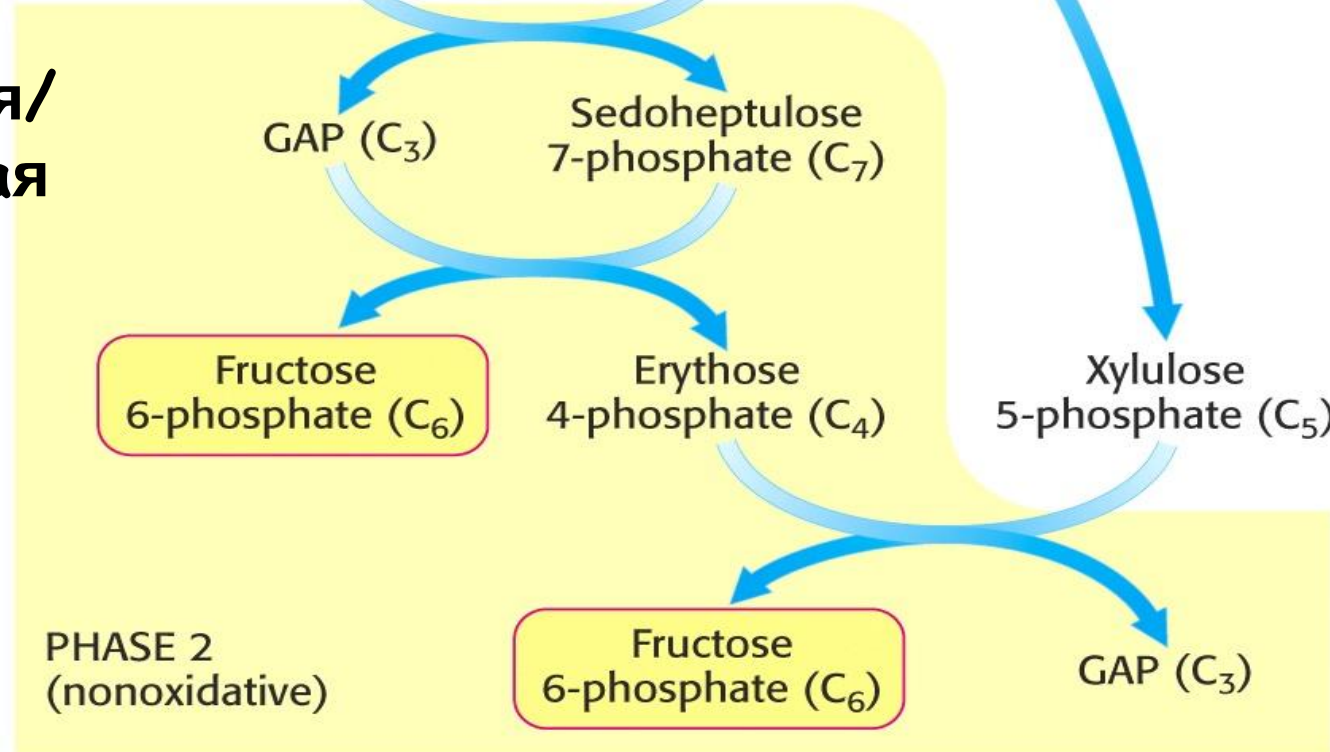 я/
ая
GAP (C₃)
Sedoheptulose
7-phosphate (C₇)
Fructose
6-phosphate (C₆)
Erythose
4-phosphate (C₄)
Xylulose
5-phosphate (C₅)
PHASE 2
(nonoxidative)
Fructose
6-phosphate (C₆)
GAP (C₃)